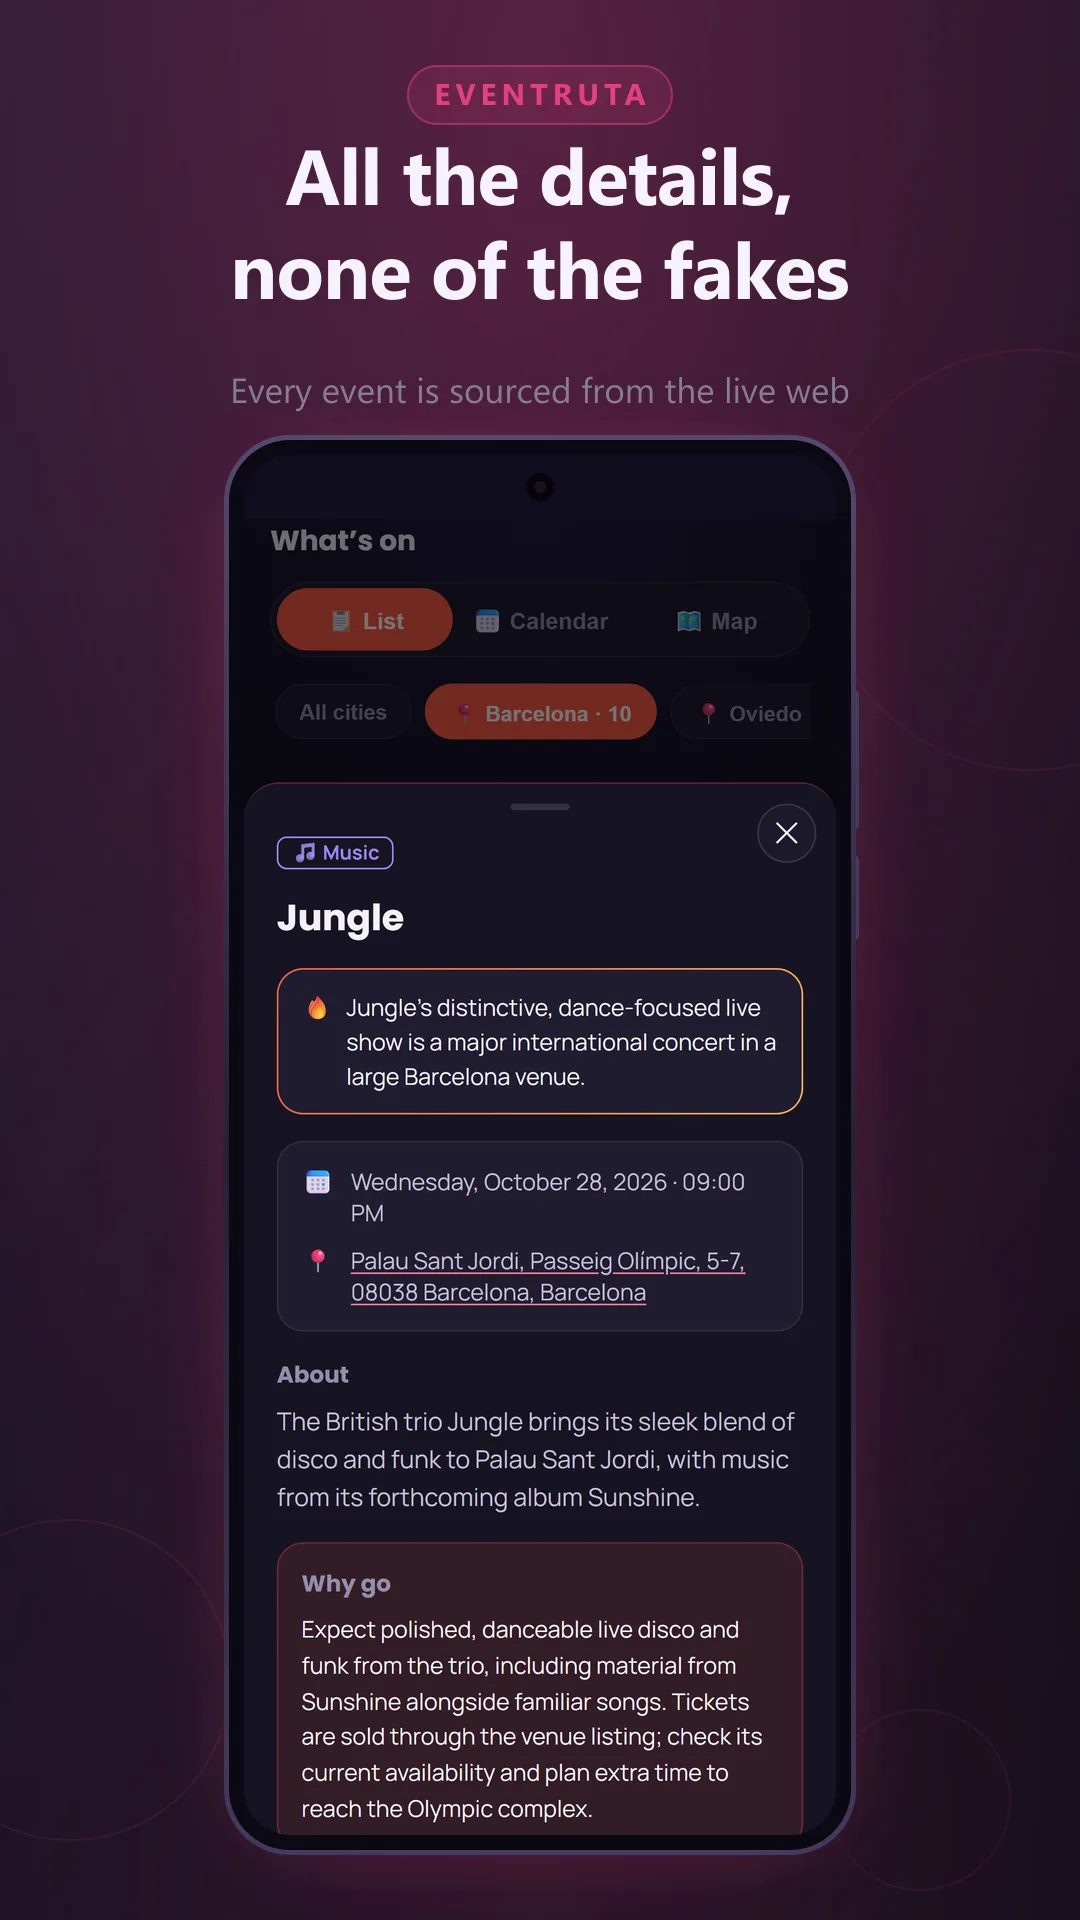 EVENTRUTA
All the details,
none of the fakes
Every event is sourced from the live web
What's on
List
Calendar
Map
All cities
Barcelona · 10
Oviedo
Music
Jungle
Jungle's distinctive, dance-focused live
show is a major international concert in a
large Barcelona venue.
Wednesday, October 28, 2026 · 09:00
PM
Palau Sant Jordi, Passeig Olímpic, 5-7,
08038 Barcelona, Barcelona
About
The British trio Jungle brings its sleek blend of
disco and funk to Palau Sant Jordi, with music
from its forthcoming album Sunshine.
Why go
Expect polished, danceable live disco and
funk from the trio, including material from
Sunshine alongside familiar songs. Tickets
are sold through the venue listing; check its
current availability and plan extra time to
reach the Olympic complex.